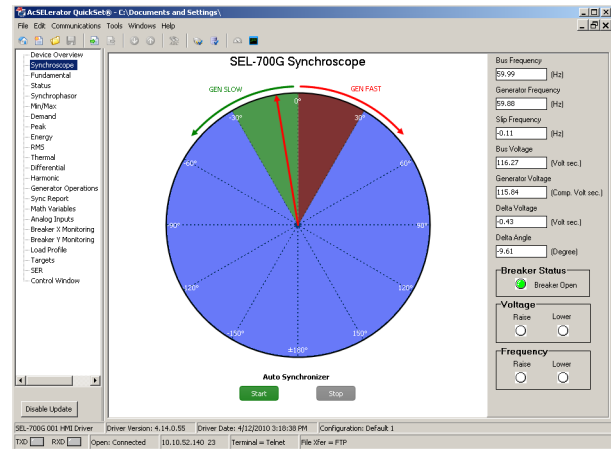 AcSELerator QuickSet® - C:\Documents and Settings\
File Edit Communications Tools Windows Help
Device Overview
Synchroscope
Fundamental
Status
Synchrophasor
Min/Max
Demand
Peak
Energy
RMS
Thermal
Differential
Harmonic
Generator Operations
Sync Report
Math Variables
Analog Inputs
Breaker X Monitoring
Breaker Y Monitoring
Load Profile
Targets
SER
Control Window
Disable Update
SEL-700G Synchroscope
GEN SLOW
GEN FAST
0°
-30°
30°
-60°
60°
-90°
90°
-120°
120°
-150°
150°
±180°
Auto Synchronizer
Start
Stop
Bus Frequency
59.99 (Hz)
Generator Frequency
59.88 (Hz)
Slip Frequency
-0.11 (Hz)
Bus Voltage
116.27 (Volt sec.)
Generator Voltage
115.84 (Comp. Volt sec.)
Delta Voltage
-0.43 (Volt sec.)
Delta Angle
-9.61 (Degree)
Breaker Status
Breaker Open
Voltage
Raise Lower
Frequency
Raise Lower
SEL-700G 001 HMI Driver Driver Version: 4.14.0.55 Driver Date: 4/12/2010 3:18:38 PM Configuration: Default 1
TXD RXD Open: Connected 10.10.52.140 23 Terminal = Telnet File Xfer = FTP